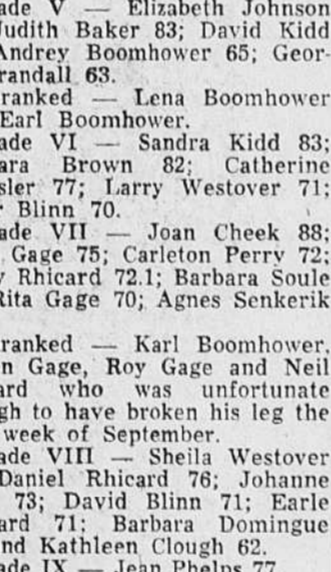 ade V — Elizabeth Johnson
Judith Baker 83; David Kidd
Andrey Boomhower 65; Geor-
randall 63.
ranked — Lena Boomhower
Earl Boomhower.
ade VI — Sandra Kidd 83;
ara Brown 82; Catherine
sler 77; Larry Westover 71;
r Blinn 70.
ade VII — Joan Cheek 88;
Gage 75; Carleton Perry 72;
y Rhicard 72.1; Barbara Soule
Rita Gage 70; Agnes Senkerik
ranked — Karl Boomhower,
n Gage, Roy Gage and Neil
ard who was unfortunate
gh to have broken his leg the
week of September.
ade VIII — Sheila Westover
Daniel Rhicard 76; Johanne
73; David Blinn 71; Earle
ard 71; Barbara Domingue
nd Kathleen Clough 62.
ade IX — Jean Phelps 77